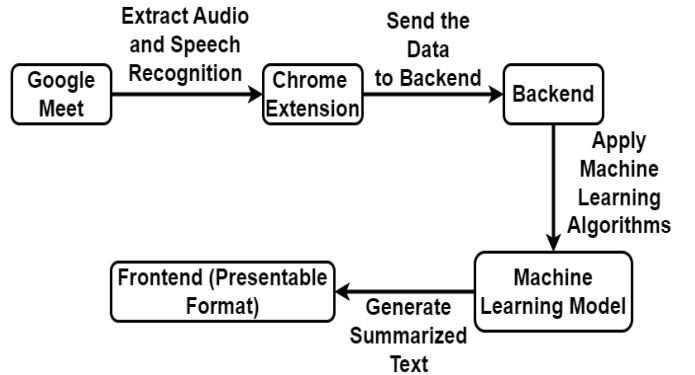 Extract Audio
and Speech
Recognition
Send the
Data
to Backend
Google
Meet
Chrome
Extension
Backend
Apply
Machine
Learning
Algorithms
Machine
Learning Model
Generate
Summarized
Text
Frontend (Presentable
Format)